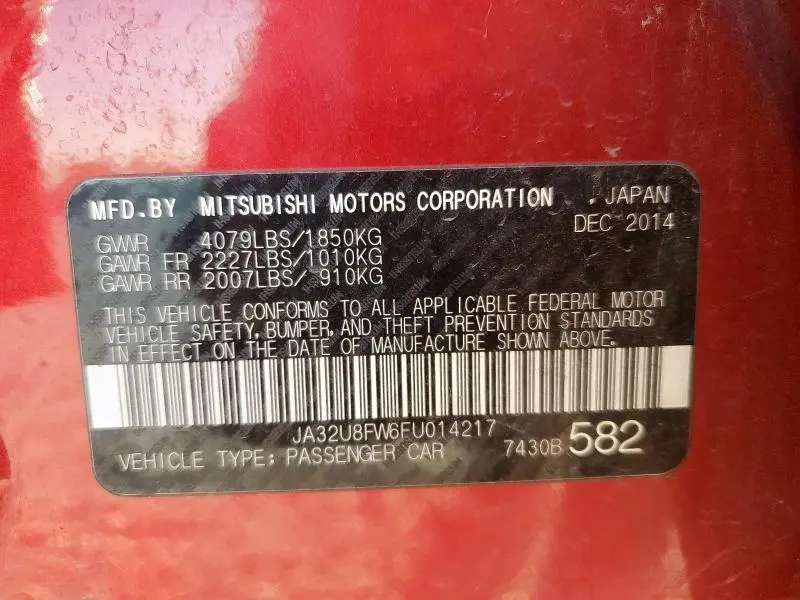 MFD.BY MITSUBISHI MOTORS CORPORATION , JAPAN
DEC 2014
GVWR 4079LBS/1850KG
GAWR FR 2227LBS/1010KG
GAWR RR 2007LBS/ 910KG
THIS VEHICLE CONFORMS TO ALL APPLICABLE FEDERAL MOTOR
VEHICLE SAFETY, BUMPER, AND THEFT PREVENTION STANDARDS
IN EFFECT ON THE DATE OF MANUFACTURE SHOWN ABOVE.
JA32U8FW6FU014217
VEHICLE TYPE: PASSENGER CAR 7430B 582